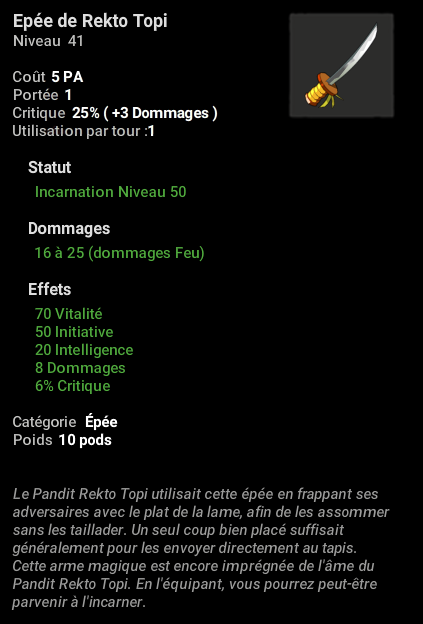 Epée de Rekto Topi
Niveau 41
Coût 5 PA
Portée 1
Critique 25% ( +3 Dommages )
Utilisation par tour :1
Statut
Incarnation Niveau 50
Dommages
16 à 25 (dommages Feu)
Effets
70 Vitalité
50 Initiative
20 Intelligence
8 Dommages
6% Critique
Catégorie Épée
Poids 10 pods
Le Pandit Rekto Topi utilisait cette épée en frappant ses
adversaires avec le plat de la lame, afin de les assommer
sans les taillader. Un seul coup bien placé suffisait
généralement pour les envoyer directement au tapis.
Cette arme magique est encore imprégnée de l'âme du
Pandit Rekto Topi. En l'équipant, vous pourrez peut-être
parvenir à l'incarner.